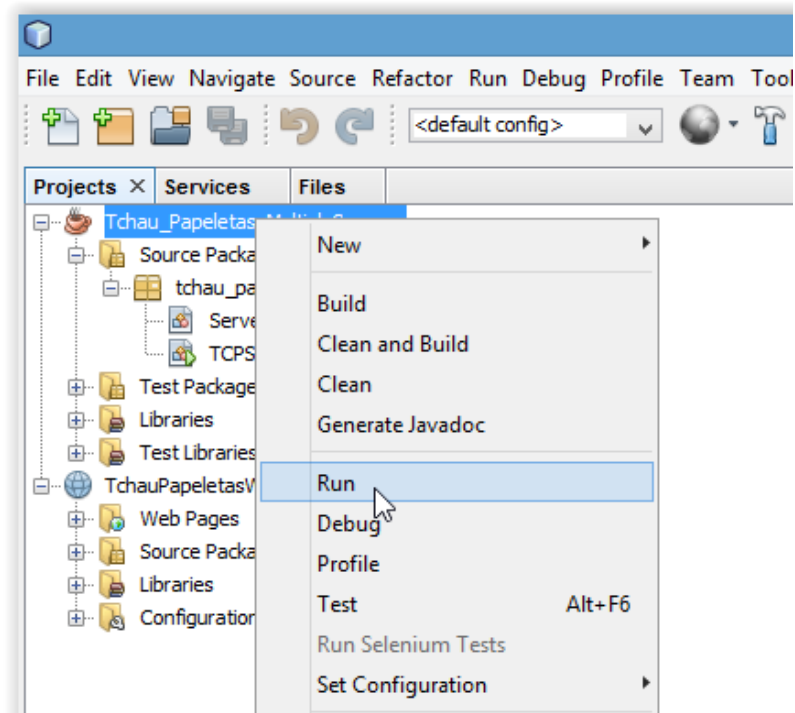 File Edit View Navigate Source Refactor Run Debug Profile Team Tool
<default config>
Projects × Services Files
Tchau_Papeletas
Source Packa
tchau_pa
Serve
TCPS
Test Package
Libraries
Test Libraries
TchauPapeletasW
Web Pages
Source Packa
Libraries
Configuration
New
Build
Clean and Build
Clean
Generate Javadoc
Run
Debug
Profile
Test Alt+F6
Run Selenium Tests
Set Configuration